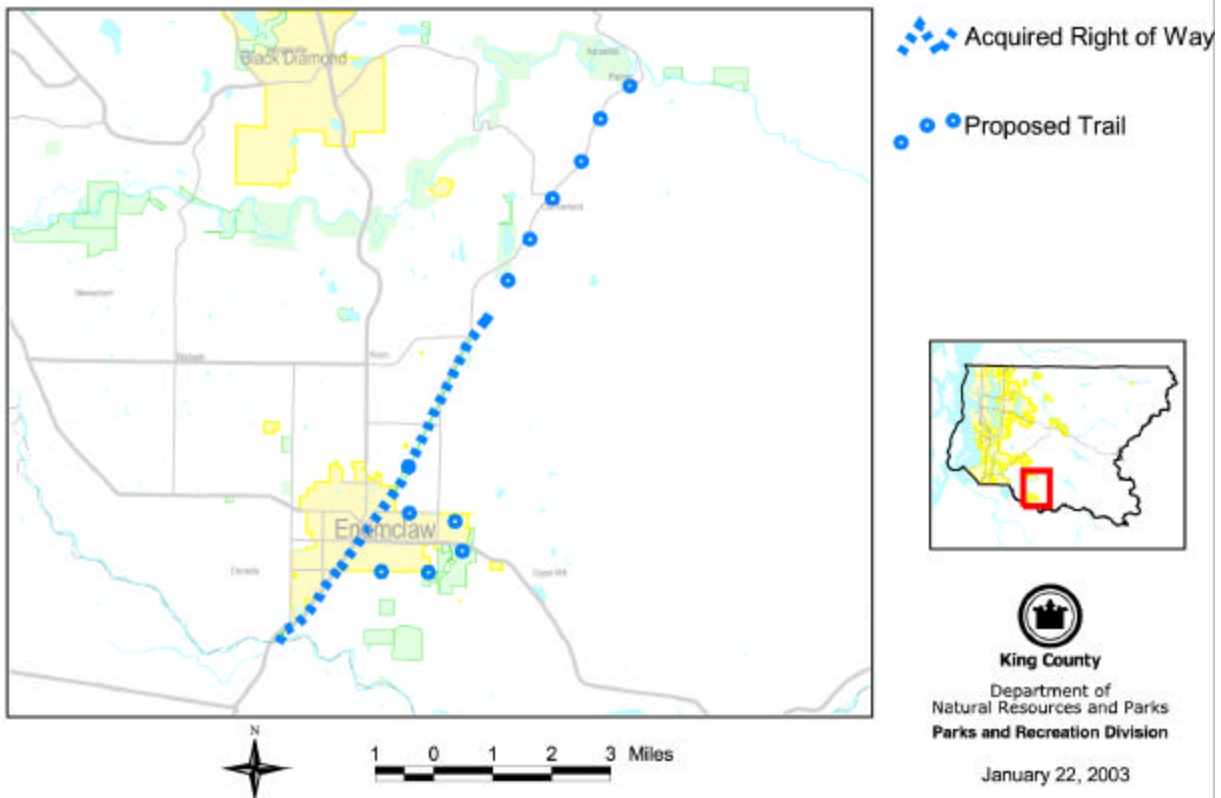 Black Diamond
Enumclaw
Acquired Right of Way
Proposed Trail
King County
Department of
Natural Resources and Parks
Parks and Recreation Division
January 22, 2003
N
1 0 1 2 3 Miles